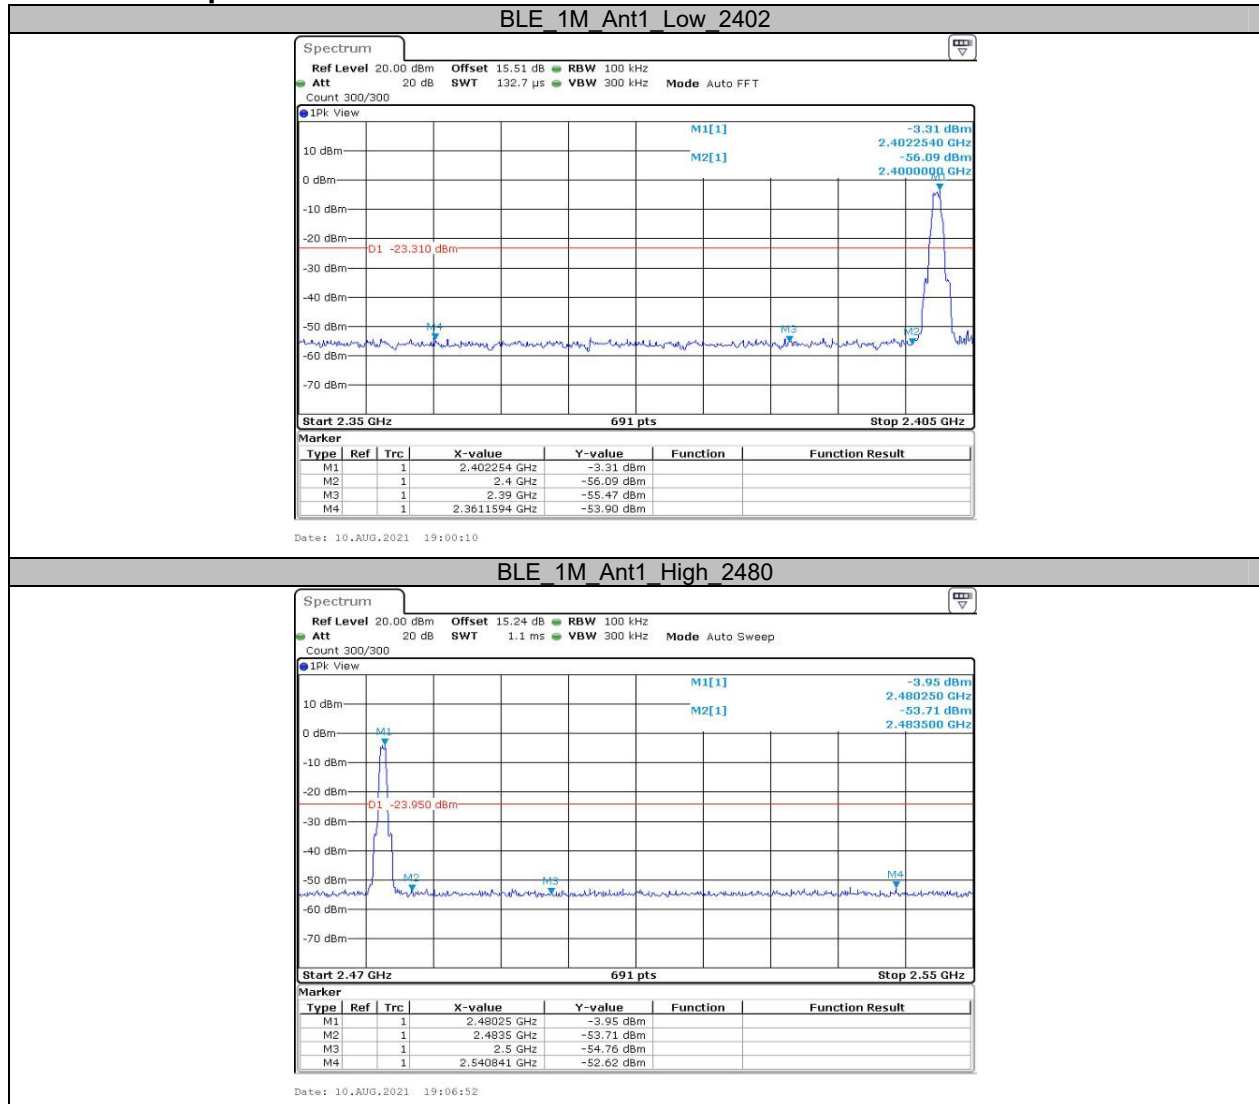 BLE_1M_Ant1_Low_2402
Spectrum
Ref Level 20.00 dBm Offset 15.51 dB RBW 100 kHz
Att 20 dB SWT 132.7 µs VBW 300 kHz Mode Auto FFT
Count 300/300
1Pk View
M1[1] -3.31 dBm
2.4022540 GHz
10 dBm
M2[1] -56.09 dBm
2.4000000 GHz
0 dBm
M1
-10 dBm
-20 dBm
D1 -23.310 dBm
-30 dBm
-40 dBm
-50 dBm
M4 M3 M2
-60 dBm
-70 dBm
Start 2.35 GHz 691 pts Stop 2.405 GHz
Marker
Type Ref Trc X-value Y-value Function Function Result
M1 1 2.402254 GHz -3.31 dBm
M2 1 2.4 GHz -56.09 dBm
M3 1 2.39 GHz -55.47 dBm
M4 1 2.3611594 GHz -53.90 dBm
Date: 10.AUG.2021 19:00:10
BLE_1M_Ant1_High_2480
Spectrum
Ref Level 20.00 dBm Offset 15.24 dB RBW 100 kHz
Att 20 dB SWT 1.1 ms VBW 300 kHz Mode Auto Sweep
Count 300/300
1Pk View
M1[1] -3.95 dBm
2.480250 GHz
10 dBm
M2[1] -53.71 dBm
2.483500 GHz
0 dBm
M1
-10 dBm
-20 dBm
D1 -23.950 dBm
-30 dBm
-40 dBm
-50 dBm
M2 M3 M4
-60 dBm
-70 dBm
Start 2.47 GHz 691 pts Stop 2.55 GHz
Marker
Type Ref Trc X-value Y-value Function Function Result
M1 1 2.48025 GHz -3.95 dBm
M2 1 2.4835 GHz -53.71 dBm
M3 1 2.5 GHz -54.76 dBm
M4 1 2.540841 GHz -52.62 dBm
Date: 10.AUG.2021 19:06:52